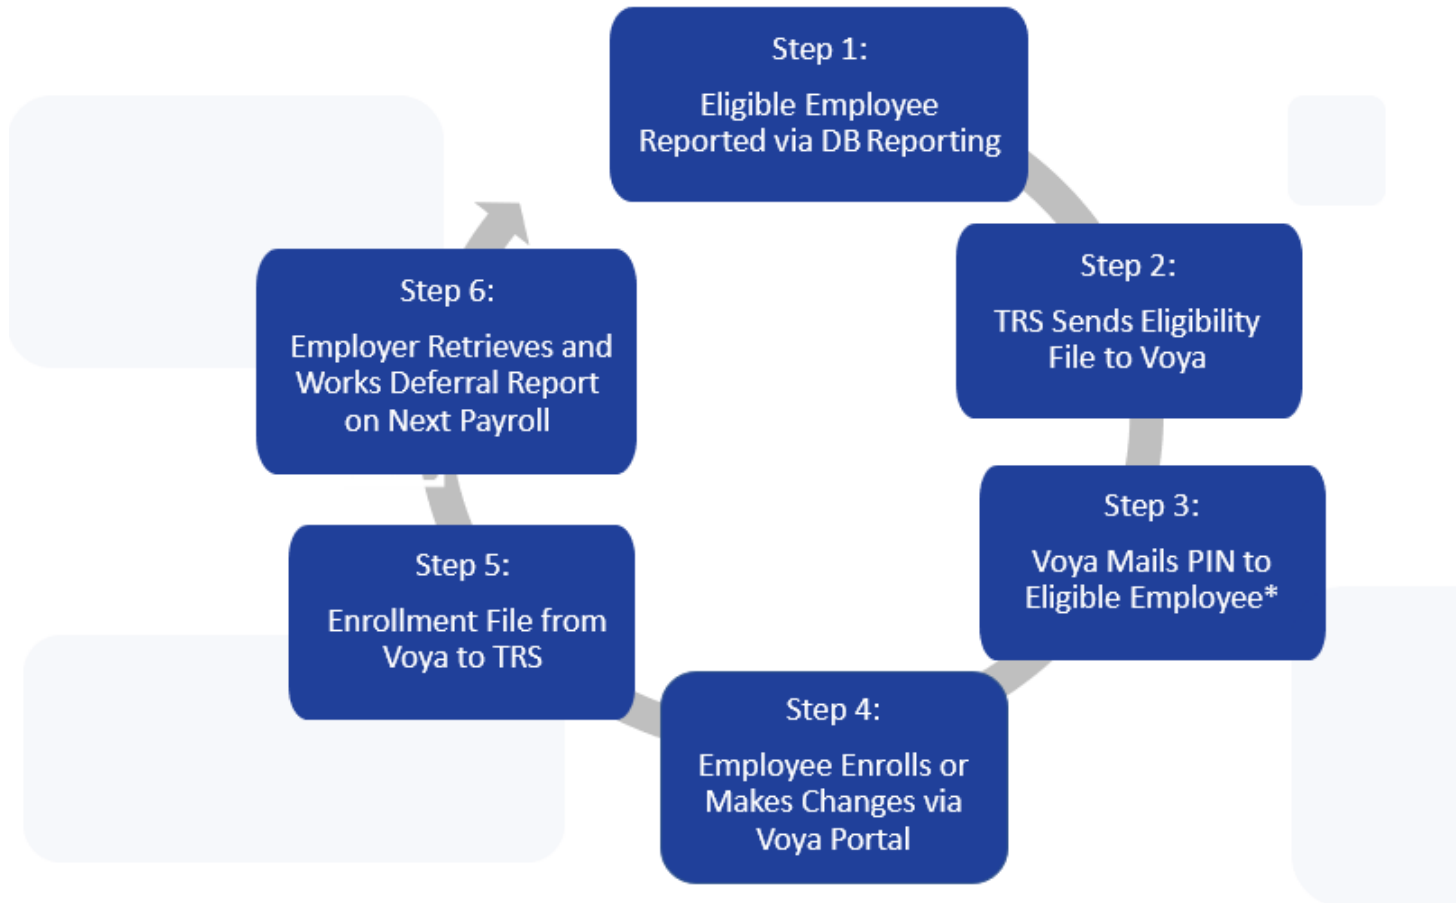 Step 1:
Eligible Employee
Reported via DB Reporting
Step 2:
TRS Sends Eligibility
File to Voya
Step 3:
Voya Mails PIN to
Eligible Employee*
Step 4:
Employee Enrolls or
Makes Changes via
Voya Portal
Step 5:
Enrollment File from
Voya to TRS
Step 6:
Employer Retrieves and
Works Deferral Report
on Next Payroll